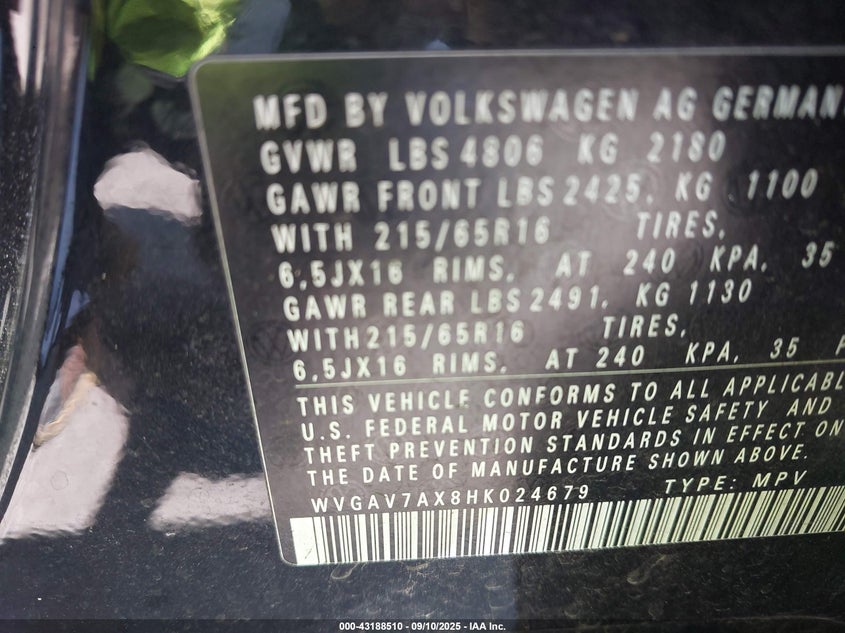 MFD BY VOLKSWAGEN AG GERMAN
GVWR LBS 4806 KG 2180
GAWR FRONT LBS 2425. KG 1100
WITH 215/65R16 TIRES,
6,5JX16 RIMS. AT 240 KPA. 35
GAWR REAR LBS 2491. KG 1130
WITH 215/65R16 TIRES,
6,5JX16 RIMS. AT 240 KPA, 35
THIS VEHICLE CONFORMS TO ALL APPLICABL
U.S. FEDERAL MOTOR VEHICLE SAFETY AND
THEFT PREVENTION STANDARDS IN EFFECT ON
THE DATE OF MANUFACTURE SHOWN ABOVE.
WVGAV7AX8HK024679 TYPE: MPV
000-43188510 - 09/10/2025 - IAA Inc.